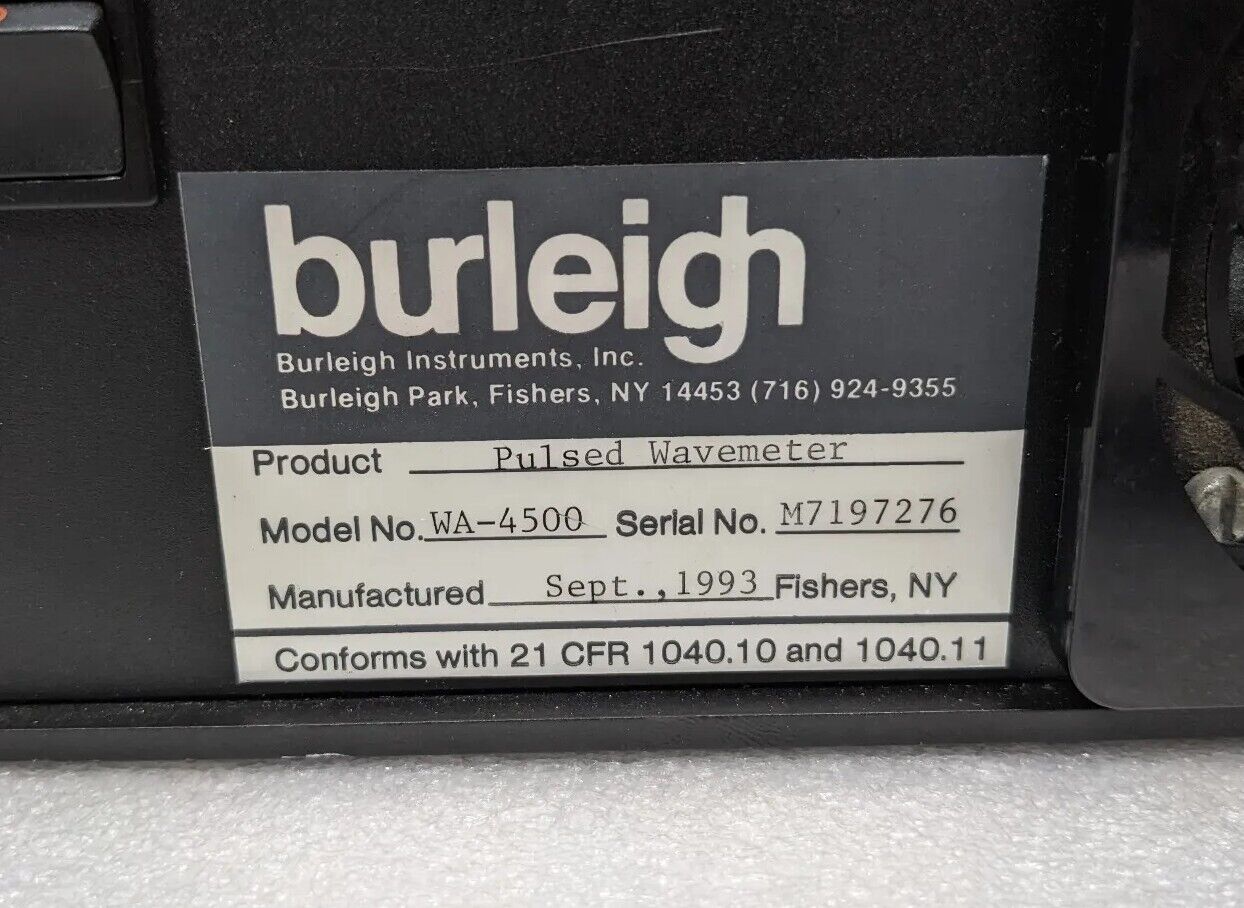 burleigh
Burleigh Instruments, Inc.
Burleigh Park, Fishers, NY 14453 (716) 924-9355
Product Pulsed Wavemeter
Model No. WA-4500 Serial No. M7197276
Manufactured Sept.,1993 Fishers, NY
Conforms with 21 CFR 1040.10 and 1040.11